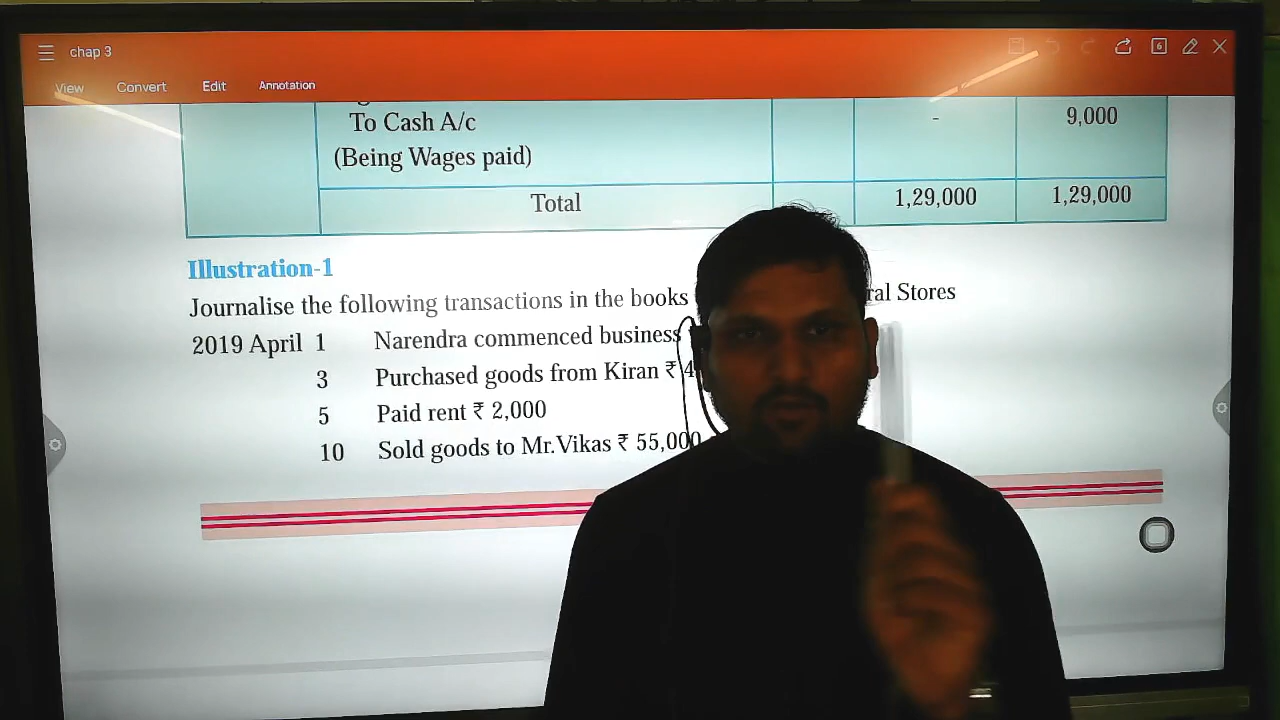 chap 3
6
View Convert Edit Annotation
To Cash A/c - 9,000
(Being Wages paid)
Total 1,29,000 1,29,000
Illustration-1
Journalise the following transactions in the books Stores
2019 April 1 Narendra commenced business
3 Purchased goods from Kiran ₹ 4
5 Paid rent ₹ 2,000
10 Sold goods to Mr.Vikas ₹ 55,000